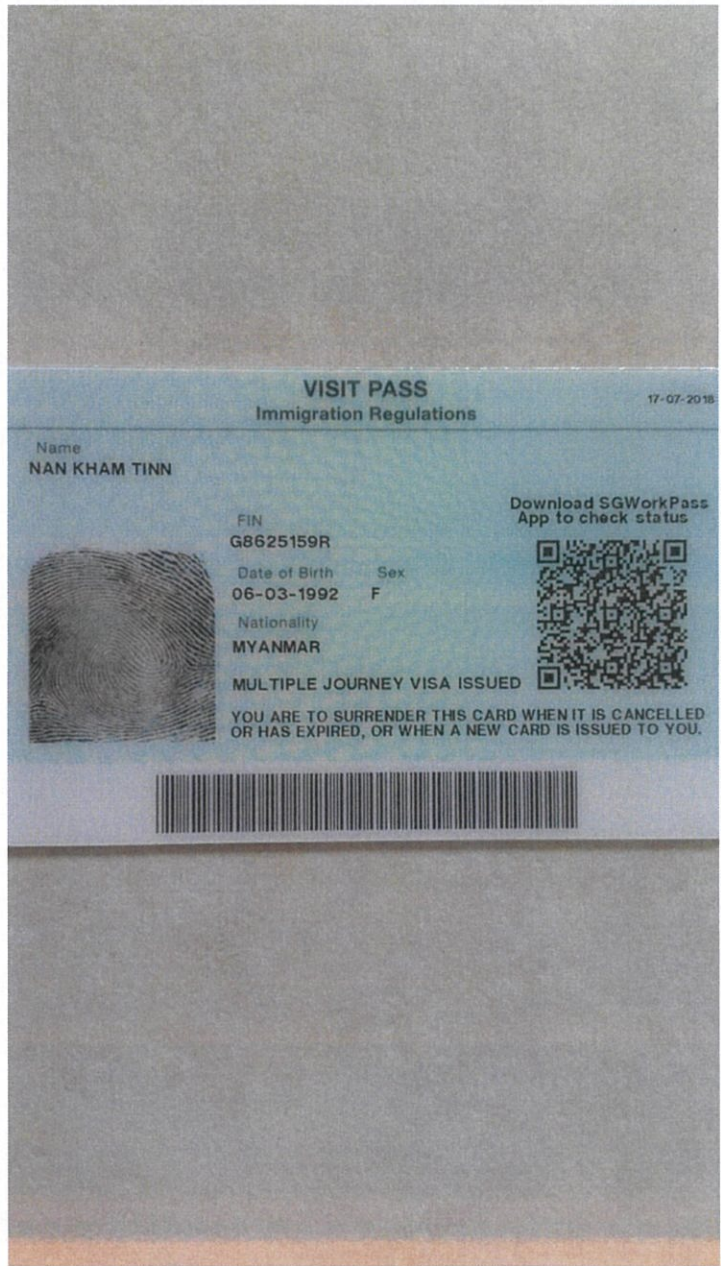 VISIT PASS
Immigration Regulations
17-07-2018
Name
NAN KHAM TINN
Download SGWorkPass
App to check status
FIN
G8625159R
Date of Birth Sex
06-03-1992 F
Nationality
MYANMAR
MULTIPLE JOURNEY VISA ISSUED
YOU ARE TO SURRENDER THIS CARD WHEN IT IS CANCELLED
OR HAS EXPIRED, OR WHEN A NEW CARD IS ISSUED TO YOU.